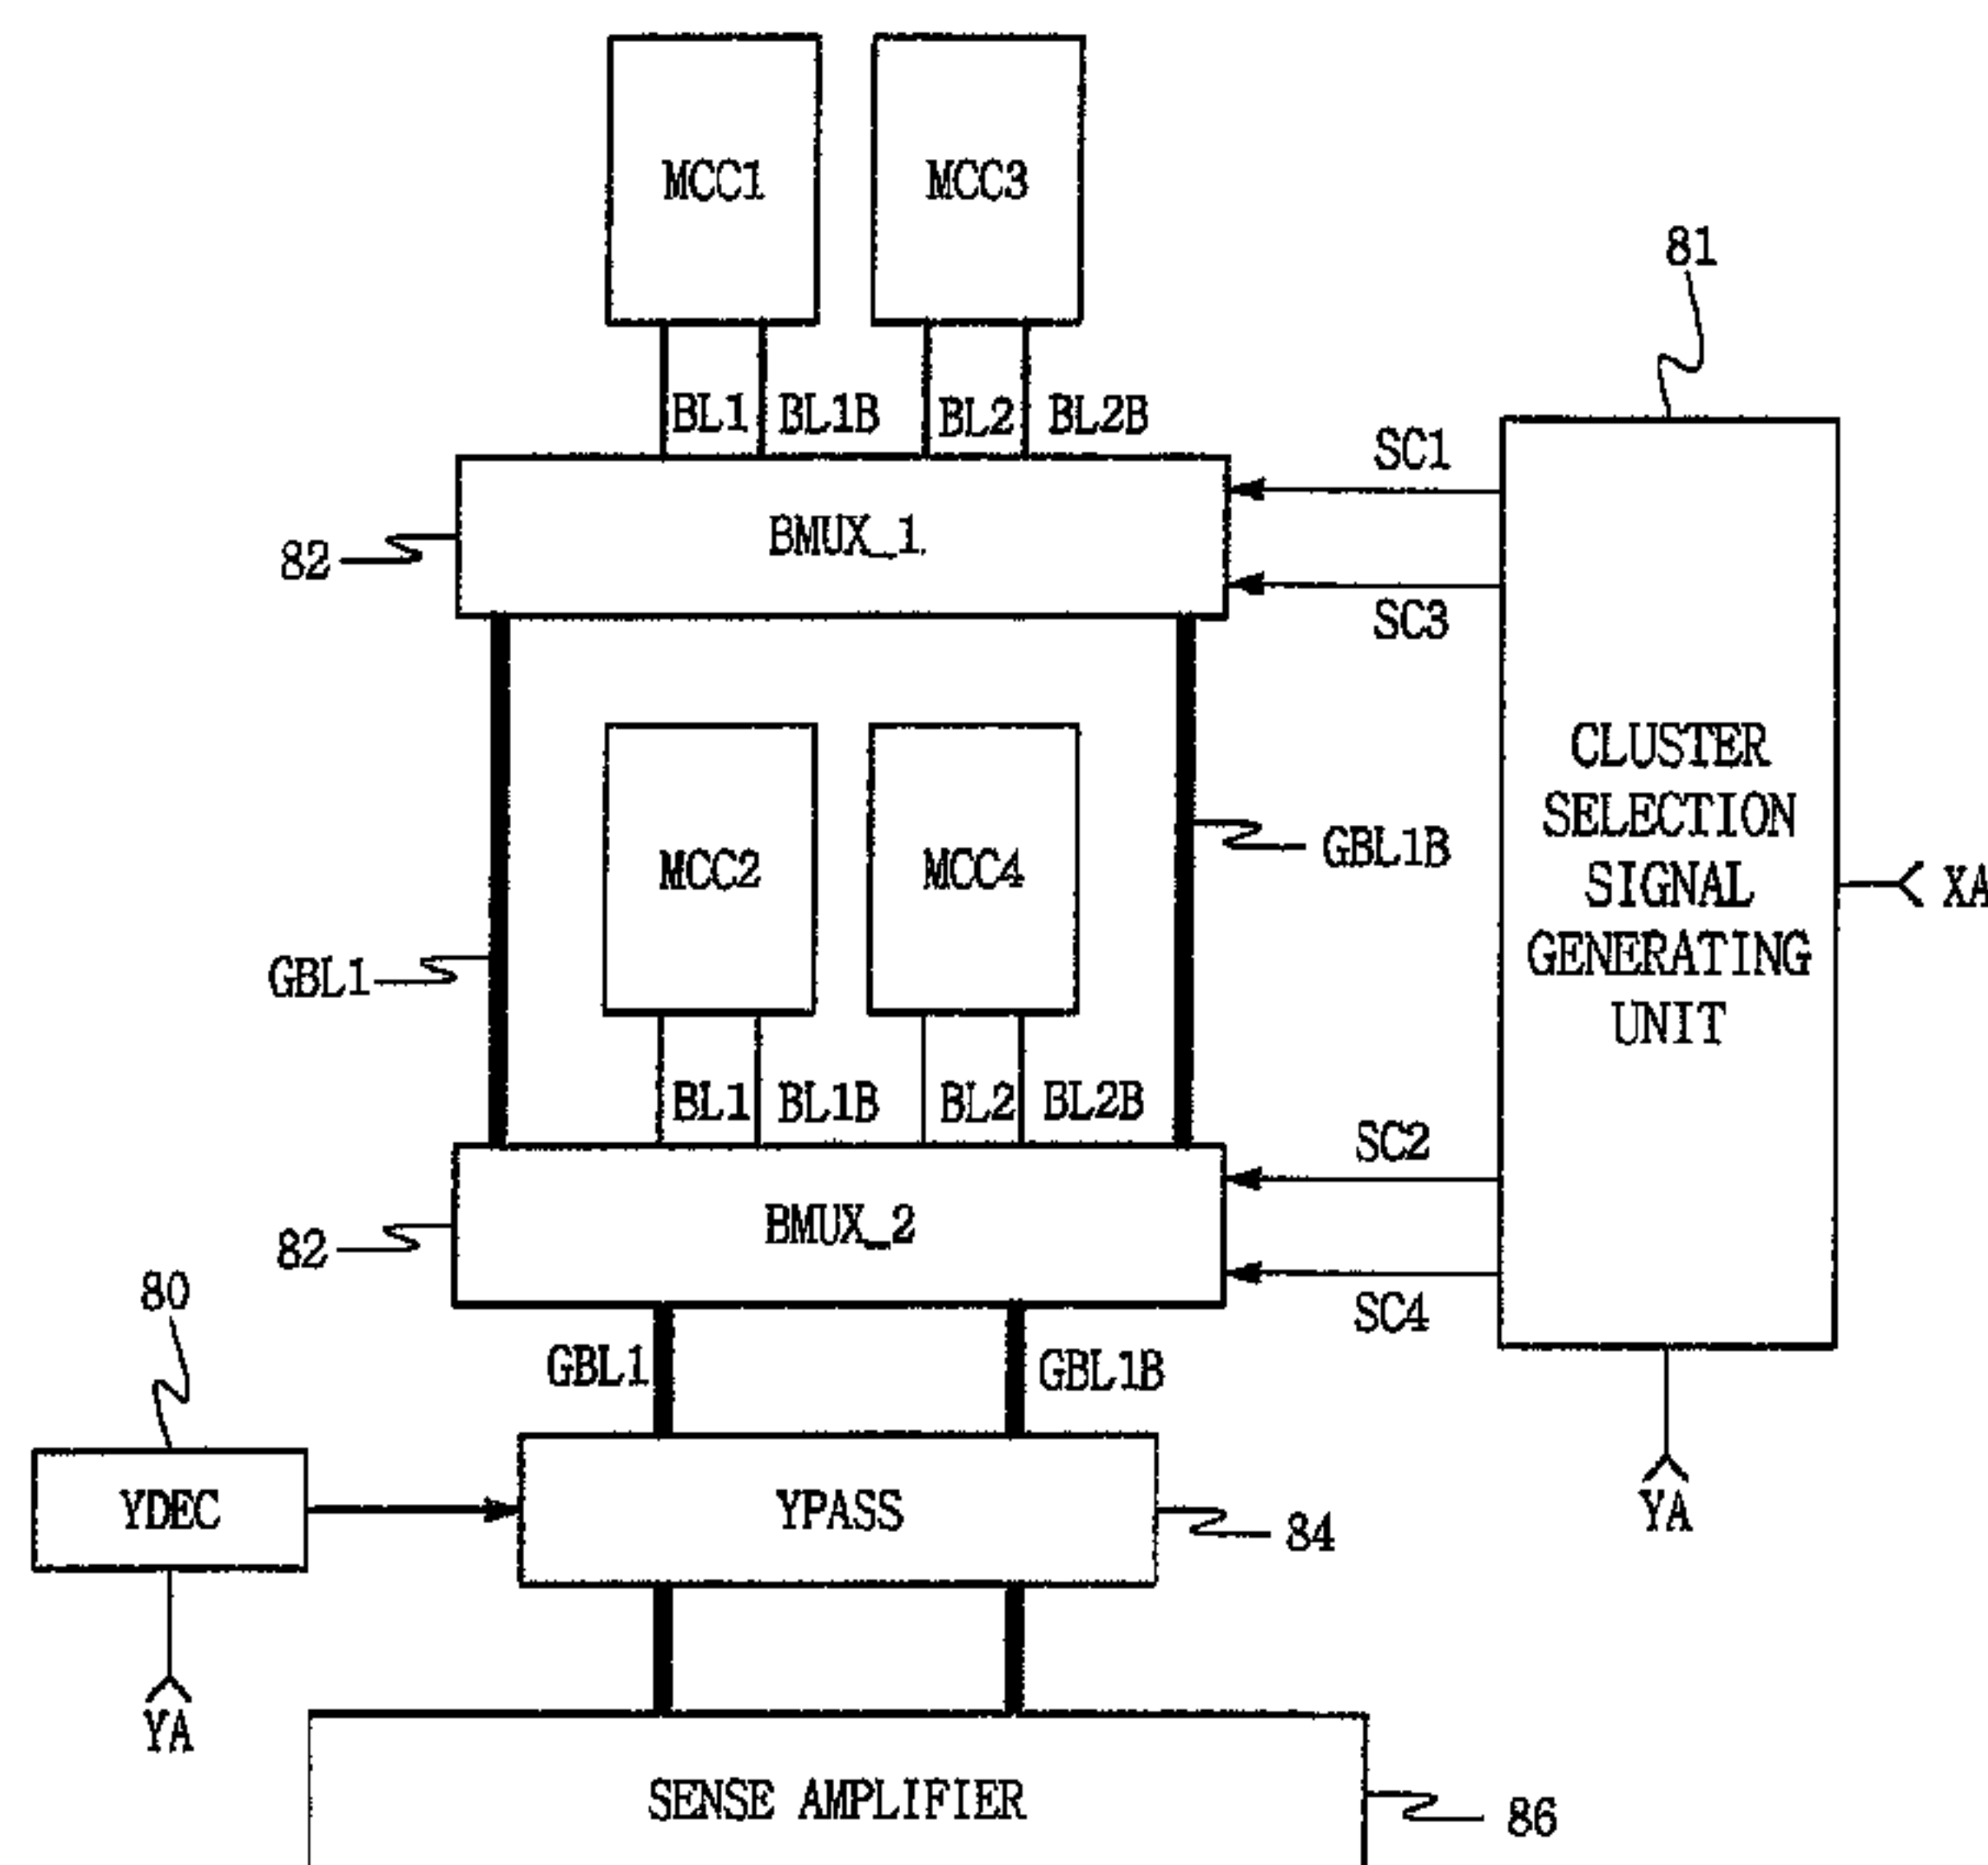 MCC1
MCC3
81
BL1
BL1B
BL2
BL2B
SC1
82
BMUX_1
SC3
CLUSTER
SELECTION
SIGNAL
GENERATING
UNIT
MCC2
MCC4
GBL1B
XA
GBL1
BL1
BL1B
BL2
BL2B
SC2
82
BMUX_2
80
SC4
GBL1
GBL1B
YDEC
YPASS
84
YA
YA
SENSE AMPLIFIER
86